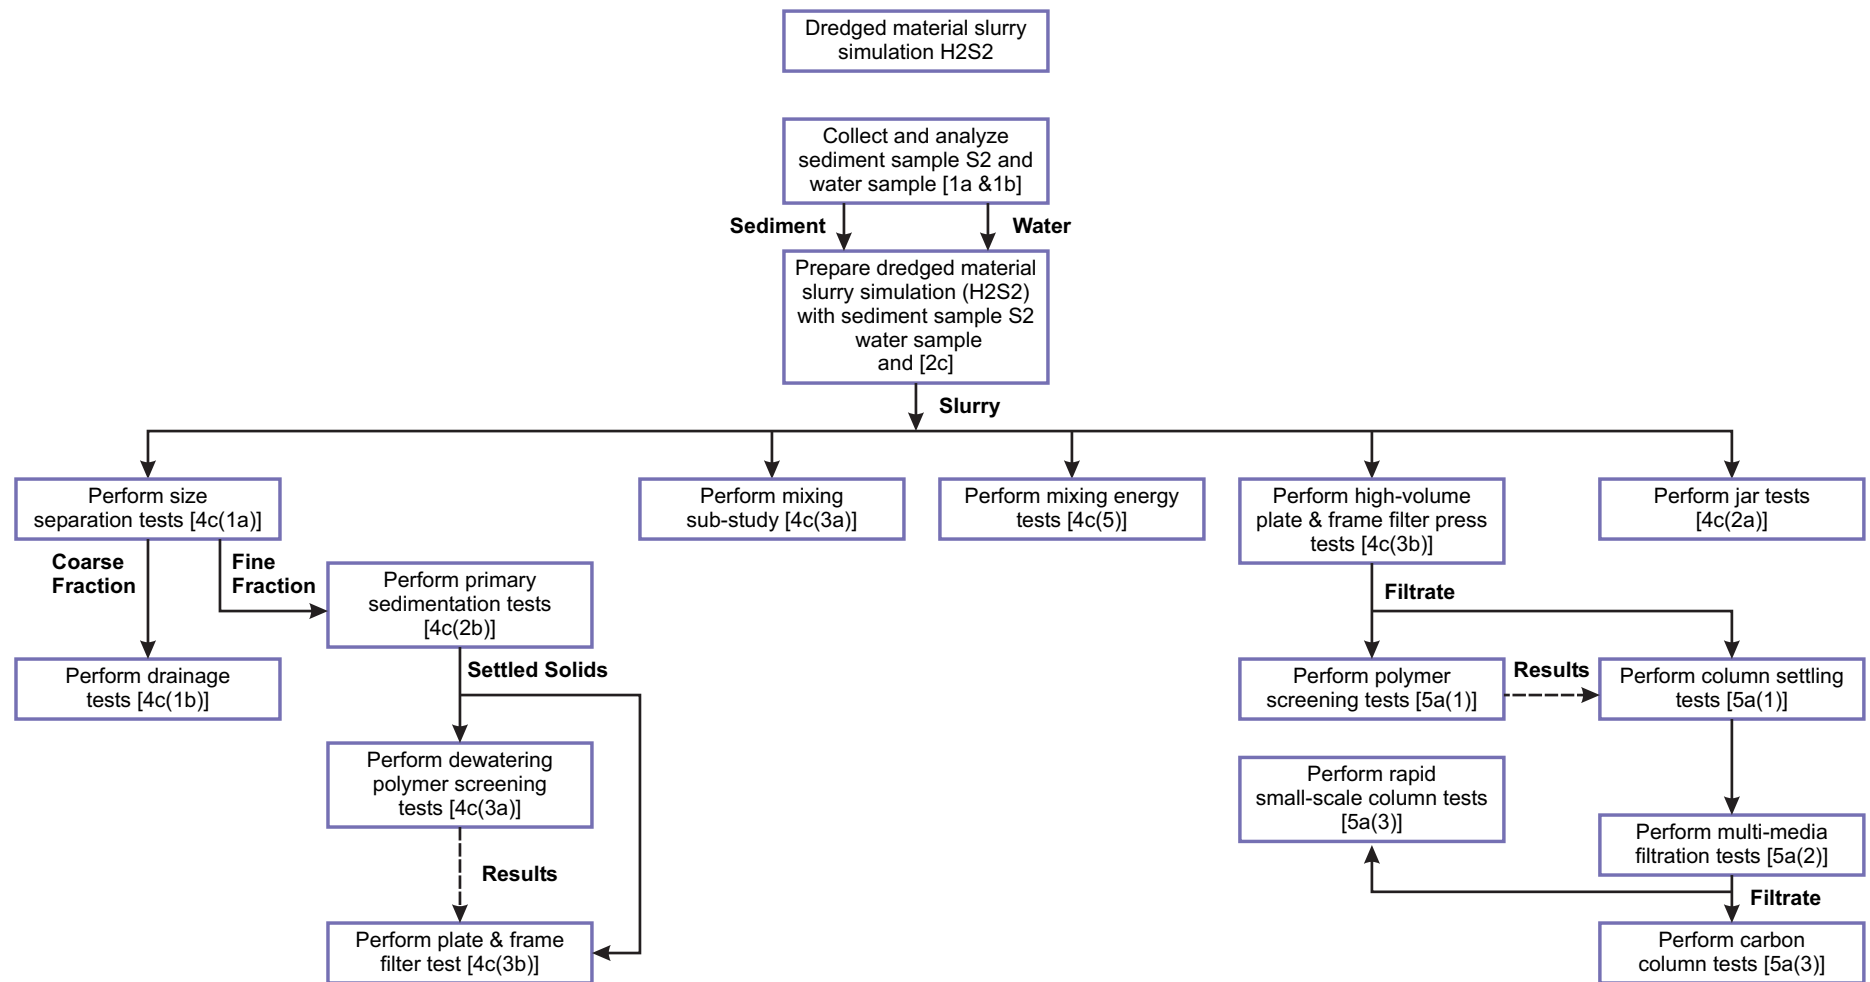 Dredged material slurry
simulation H2S2
Collect and analyze
sediment sample S2 and
water sample [1a &1b]
Sediment
Water
Prepare dredged material
slurry simulation (H2S2)
with sediment sample S2
water sample
and [2c]
Slurry
Perform size
separation tests [4c(1a)]
Perform mixing
sub-study [4c(3a)]
Perform mixing energy
tests [4c(5)]
Perform high-volume
plate & frame filter press
tests [4c(3b)]
Perform jar tests
[4c(2a)]
Coarse
Fraction
Fine
Fraction
Perform primary
sedimentation tests
[4c(2b)]
Filtrate
Perform drainage
tests [4c(1b)]
Settled Solids
Perform polymer
screening tests [5a(1)]
Results
Perform column settling
tests [5a(1)]
Perform dewatering
polymer screening
tests [4c(3a)]
Perform rapid
small-scale column tests
[5a(3)]
Perform multi-media
filtration tests [5a(2)]
Results
Filtrate
Perform plate & frame
filter test [4c(3b)]
Perform carbon
column tests [5a(3)]